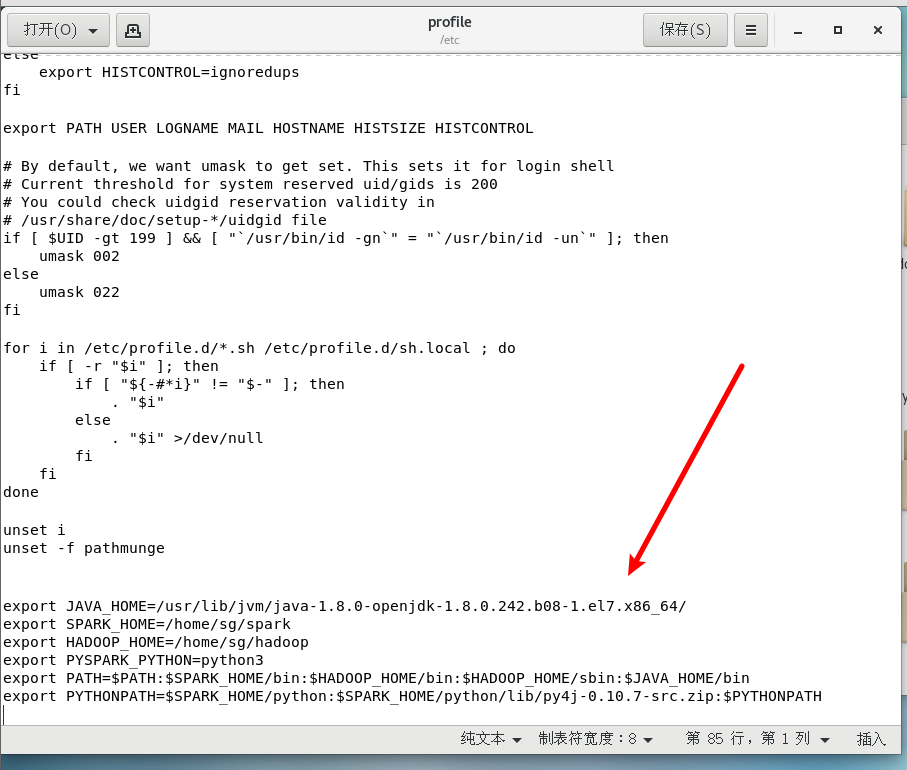 打开(O)
profile
/etc
保存(S)
else
    export HISTCONTROL=ignoredups
fi
export PATH USER LOGNAME MAIL HOSTNAME HISTSIZE HISTCONTROL
# By default, we want umask to get set. This sets it for login shell
# Current threshold for system reserved uid/gids is 200
# You could check uidgid reservation validity in
# /usr/share/doc/setup-*/uidgid file
if [ $UID -gt 199 ] && [ "`/usr/bin/id -gn`" = "`/usr/bin/id -un`" ]; then
    umask 002
else
    umask 022
fi
for i in /etc/profile.d/*.sh /etc/profile.d/sh.local ; do
    if [ -r "$i" ]; then
        if [ "${-#*i}" != "$-" ]; then
            . "$i"
        else
            . "$i" >/dev/null
        fi
    fi
done
unset i
unset -f pathmunge
export JAVA_HOME=/usr/lib/jvm/java-1.8.0-openjdk-1.8.0.242.b08-1.el7.x86_64/
export SPARK_HOME=/home/sg/spark
export HADOOP_HOME=/home/sg/hadoop
export PYSPARK_PYTHON=python3
export PATH=$PATH:$SPARK_HOME/bin:$HADOOP_HOME/bin:$HADOOP_HOME/sbin:$JAVA_HOME/bin
export PYTHONPATH=$SPARK_HOME/python:$SPARK_HOME/python/lib/py4j-0.10.7-src.zip:$PYTHONPATH
纯文本 制表符宽度：8 第 85 行，第 1 列 插入